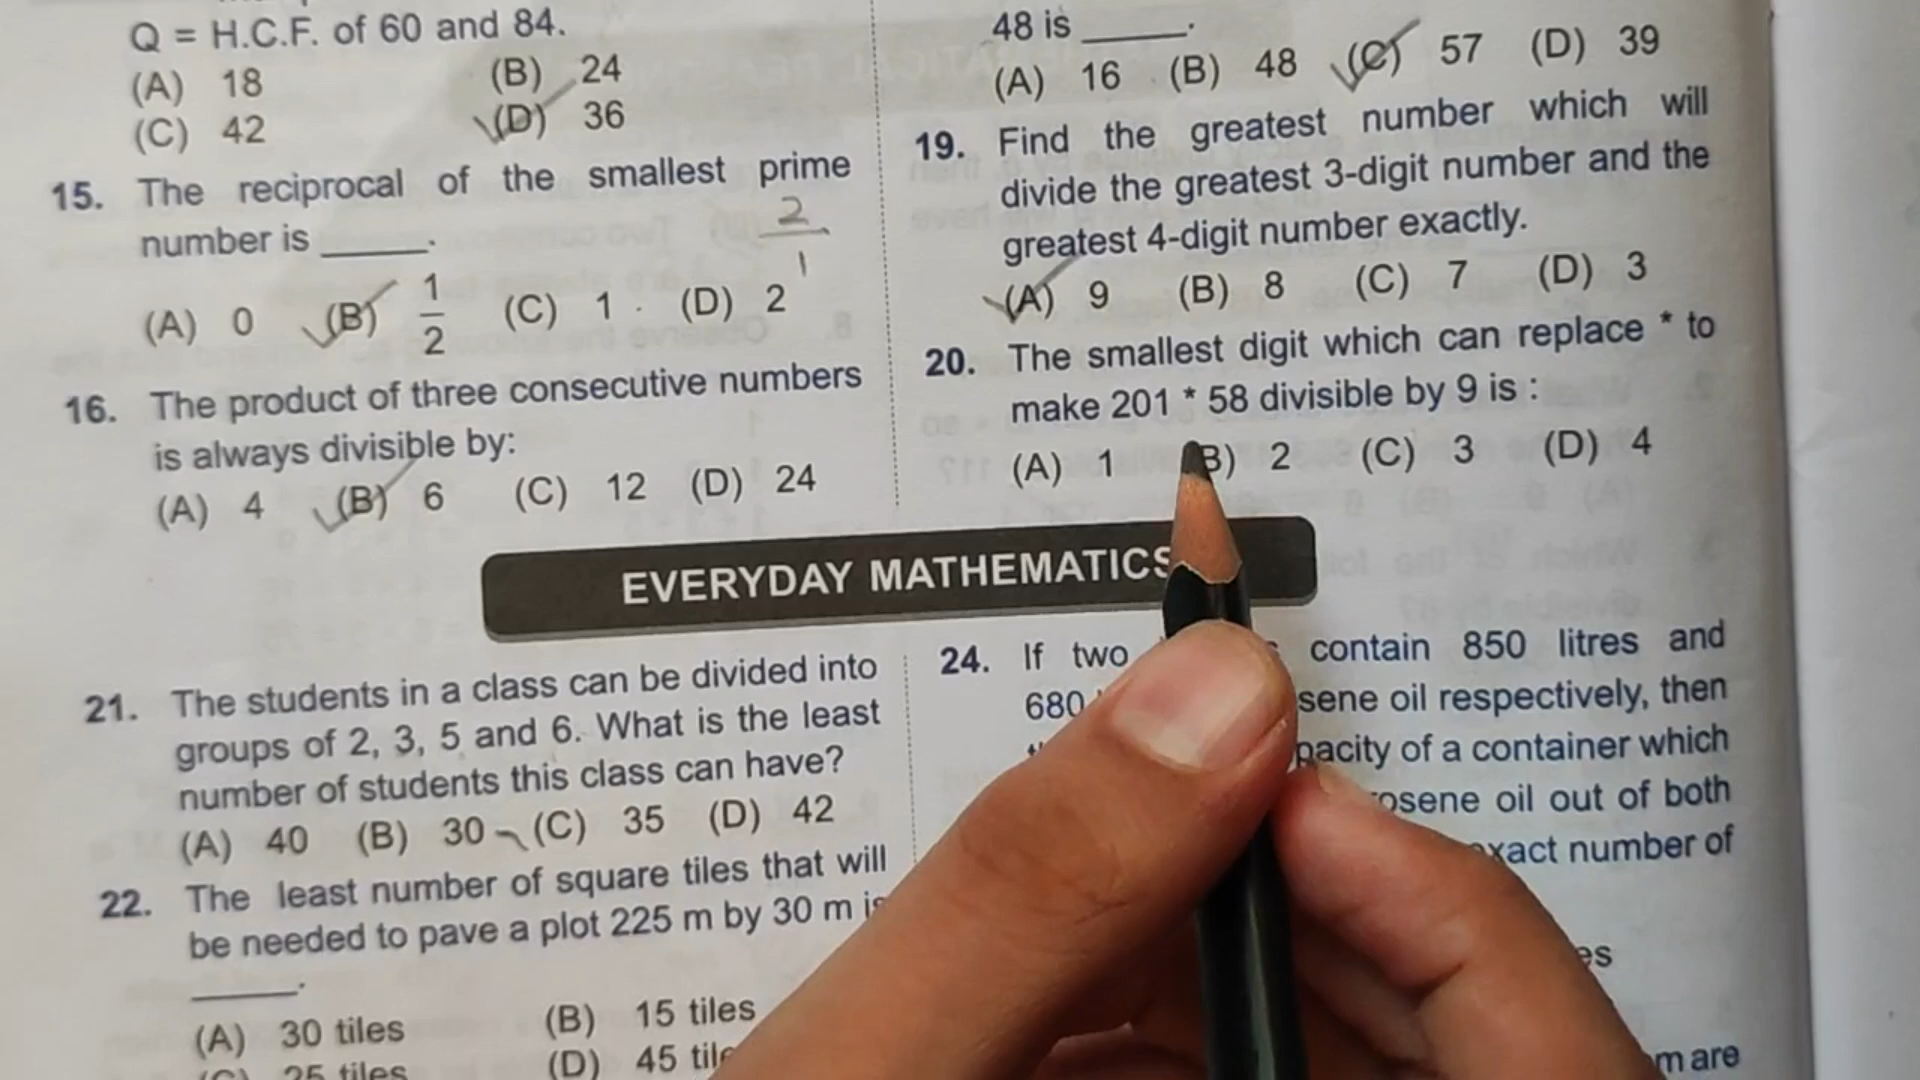 Q = H.C.F. of 60 and 84.
(A) 18 (B) 24
(C) 42 (D) 36
15. The reciprocal of the smallest prime
number is _____.
2
1
(A) 0 (B) 1/2 (C) 1 (D) 2
16. The product of three consecutive numbers
is always divisible by:
(A) 4 (B) 6 (C) 12 (D) 24
48 is _____.
(A) 16 (B) 48 (C) 57 (D) 39
19. Find the greatest number which will
divide the greatest 3-digit number and the
greatest 4-digit number exactly.
(A) 9 (B) 8 (C) 7 (D) 3
20. The smallest digit which can replace * to
make 201 * 58 divisible by 9 is :
(A) 1 B) 2 (C) 3 (D) 4
EVERYDAY MATHEMATICS
21. The students in a class can be divided into
groups of 2, 3, 5 and 6. What is the least
number of students this class can have?
(A) 40 (B) 30 (C) 35 (D) 42
22. The least number of square tiles that will
be needed to pave a plot 225 m by 30 m is
_____.
(A) 30 tiles (B) 15 tiles
(C) 25 tiles (D) 45
24. If two contain 850 litres and
680 oil respectively, then
of a container which
oil out of both
number of
are